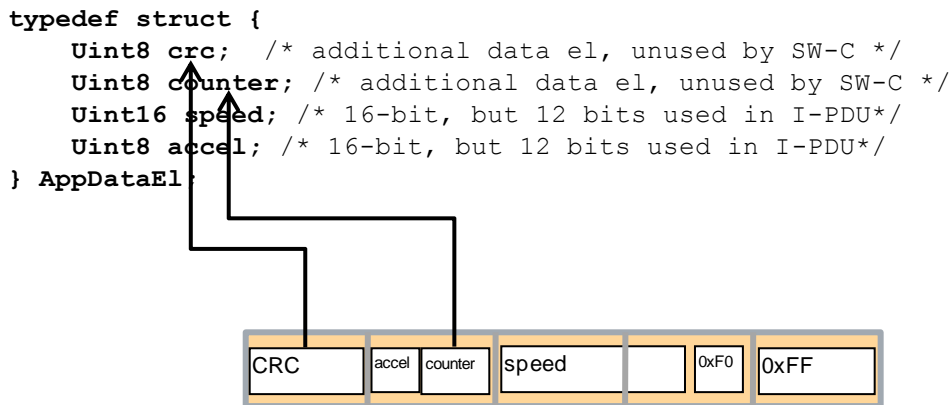 typedef struct {
Uint8 crc; /* additional data el, unused by SW-C */
Uint8 counter; /* additional data el, unused by SW-C */
Uint16 speed; /* 16-bit, but 12 bits used in I-PDU*/
Uint8 accel; /* 16-bit, but 12 bits used in I-PDU*/
} AppDataEl;
CRC accel counter speed 0xF0 0xFF